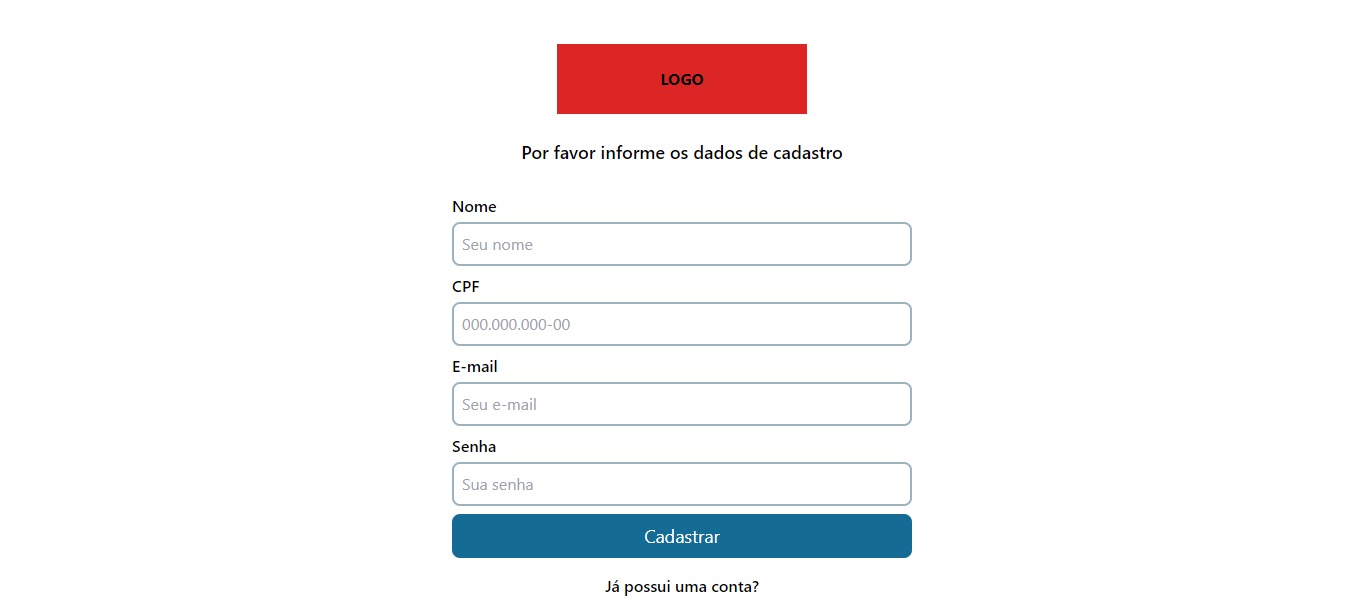 LOGO
Por favor informe os dados de cadastro
Nome
Seu nome
CPF
000.000.000-00
E-mail
Seu e-mail
Senha
Sua senha
Cadastrar
Já possui uma conta?